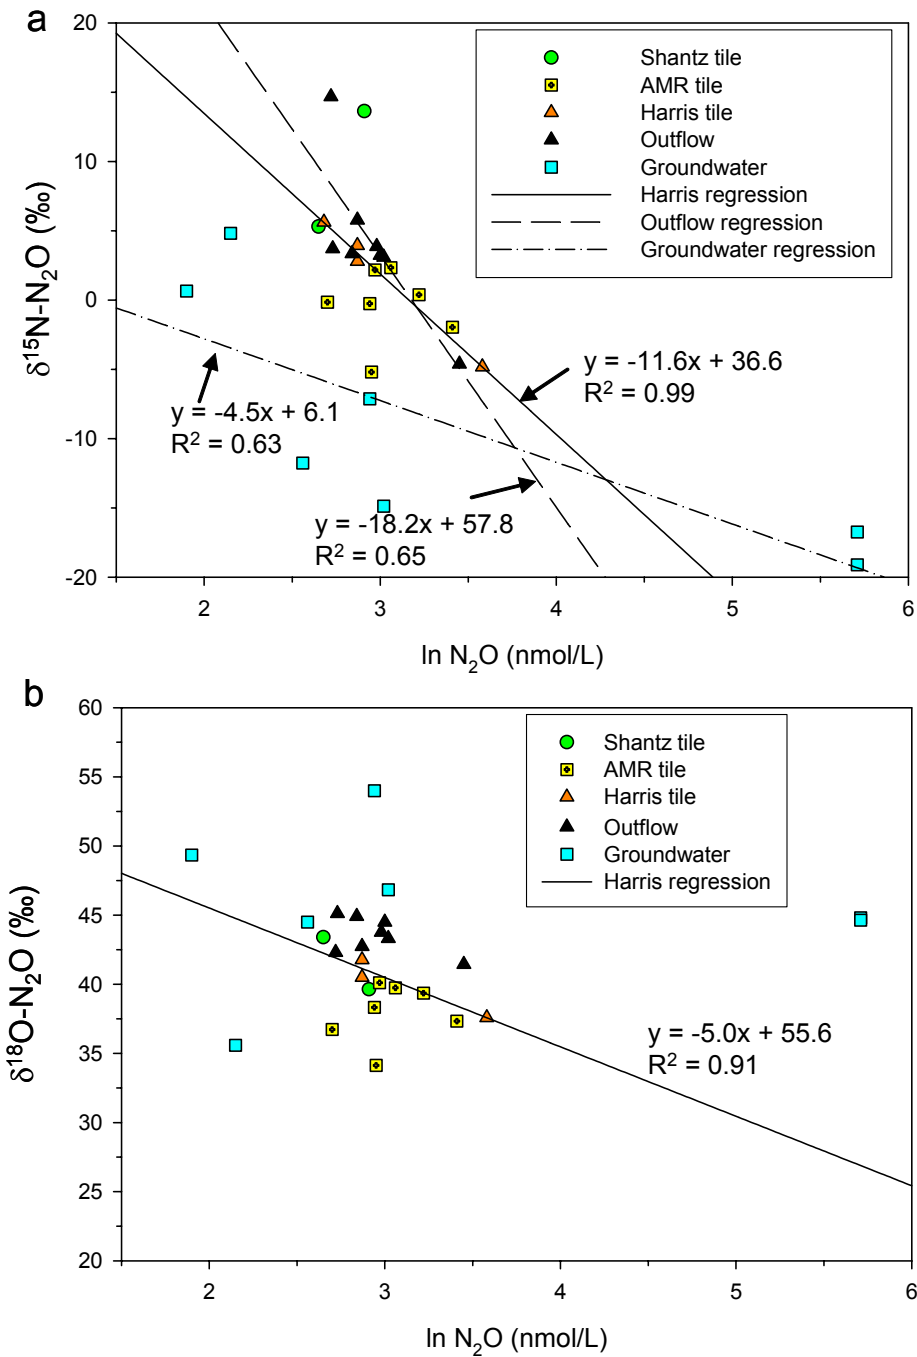 a
20
10
0
-10
-20
δ¹⁵N-N₂O (‰)
Shantz tile
AMR tile
Harris tile
Outflow
Groundwater
Harris regression
Outflow regression
Groundwater regression
y = -11.6x + 36.6
R² = 0.99
y = -4.5x + 6.1
R² = 0.63
y = -18.2x + 57.8
R² = 0.65
2 3 4 5 6
ln N₂O (nmol/L)
b
60
55
50
45
40
35
30
25
20
δ¹⁸O-N₂O (‰)
Shantz tile
AMR tile
Harris tile
Outflow
Groundwater
Harris regression
y = -5.0x + 55.6
R² = 0.91
2 3 4 5 6
ln N₂O (nmol/L)